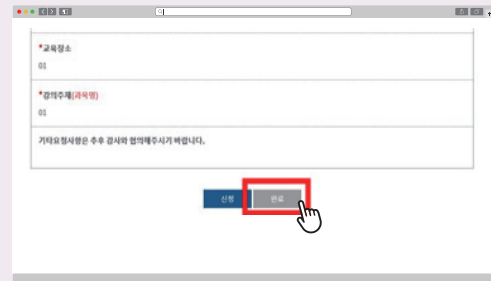 *교육장소
01
*강의주제(과목명)
01
기타요청사항은 추후 강사와 협의해주시기 바랍니다.
신청 완료